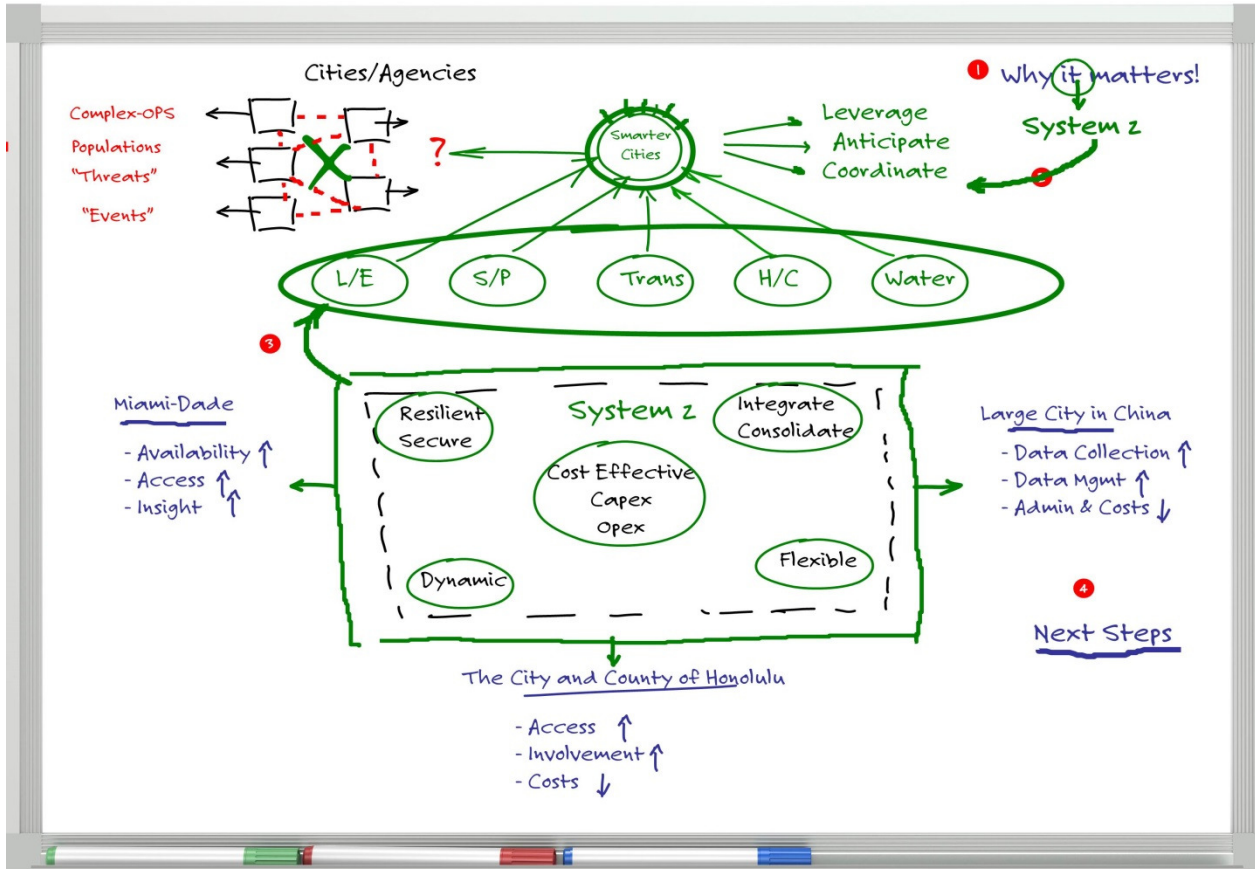 Cities/Agencies
Complex-OPS
Populations
"Threats"
"Events"
?
Smarter
Cities
Leverage
Anticipate
Coordinate
1 Why it matters!
System z
L/E
S/P
Trans
H/C
Water
3
Miami-Dade
- Availability ↑
- Access ↑
- Insight ↑
Resilient
Secure
System z
Integrate
Consolidate
Cost Effective
Capex
Opex
Dynamic
Flexible
Large City in China
- Data Collection ↑
- Data Mgmt ↑
- Admin & Costs ↓
4
Next Steps
The City and County of Honolulu
- Access ↑
- Involvement ↑
- Costs ↓